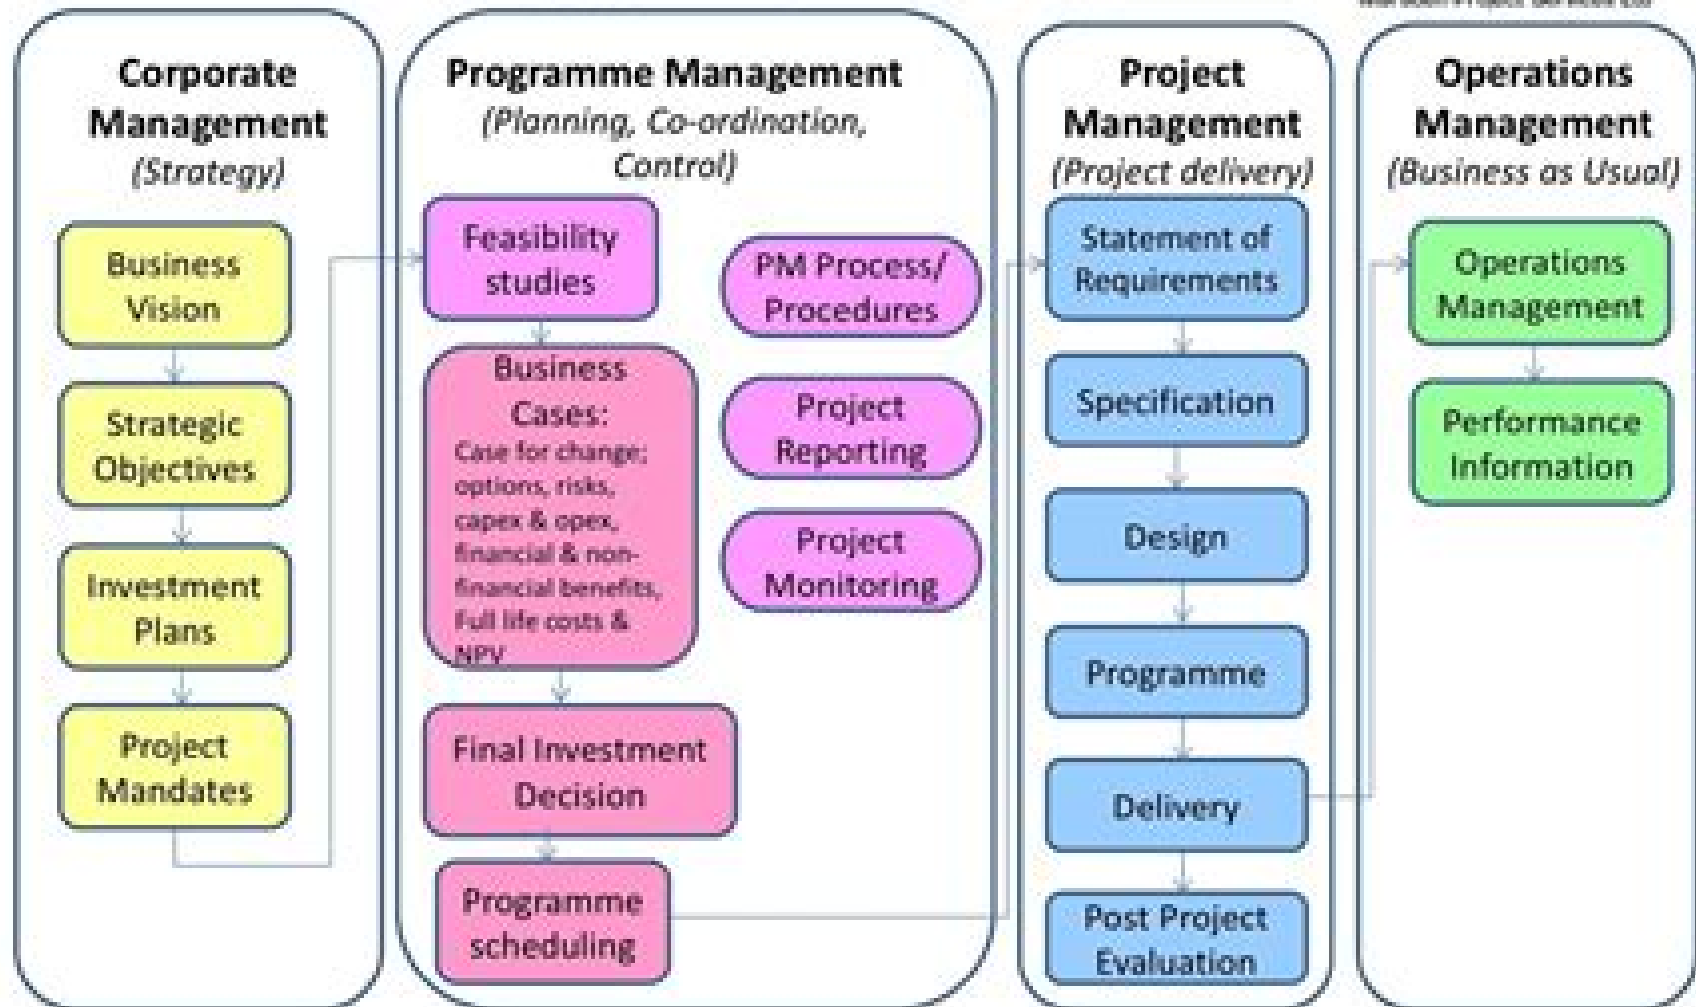 Corporate
Management
(Strategy)
Business
Vision
Strategic
Objectives
Investment
Plans
Project
Mandates
Programme Management
(Planning, Co-ordination,
Control)
Feasibility
studies
Business
Cases:
Case for change;
options, risks,
capex & opex,
financial & non-
financial benefits,
Full life costs &
NPV
Final Investment
Decision
Programme
scheduling
PM Process/
Procedures
Project
Reporting
Project
Monitoring
Project
Management
(Project delivery)
Statement of
Requirements
Specification
Design
Programme
Delivery
Post Project
Evaluation
Project Services Ltd
Operations
Management
(Business as Usual)
Operations
Management
Performance
Information